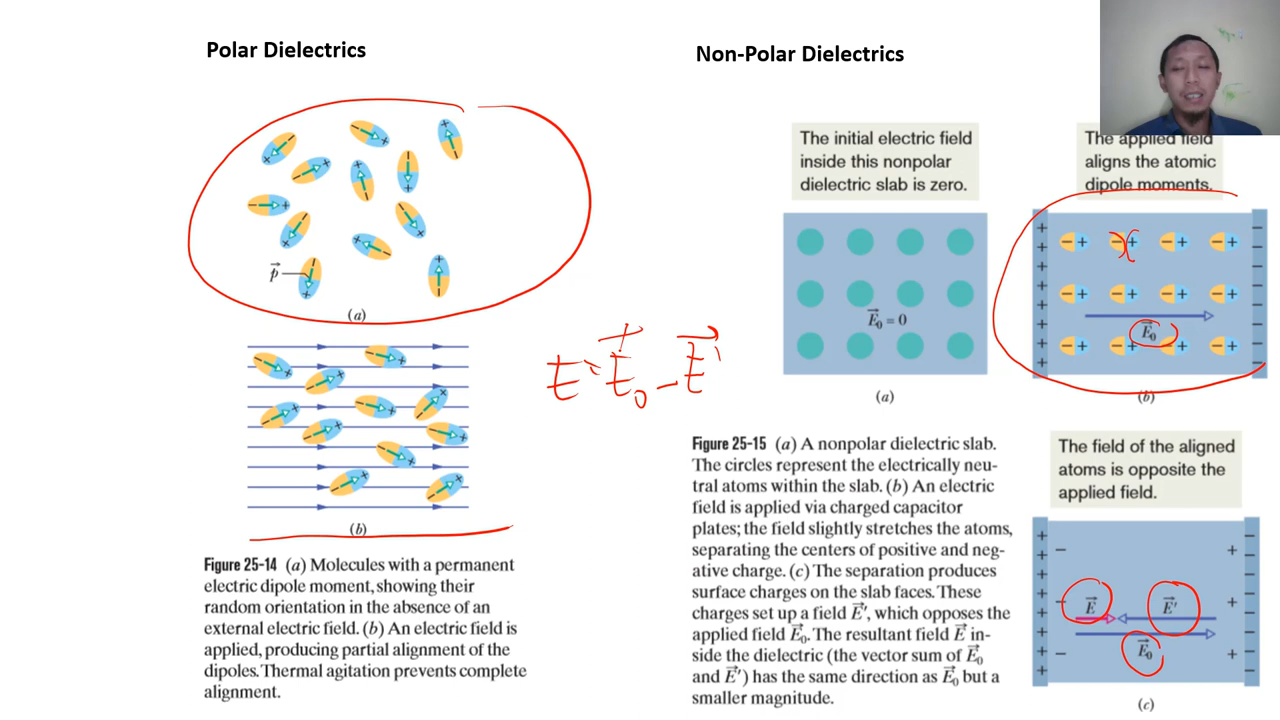 Polar Dielectrics
p
(a)
(b)
Figure 25-14 (a) Molecules with a permanent
electric dipole moment, showing their
random orientation in the absence of an
external electric field. (b) An electric field is
applied, producing partial alignment of the
dipoles. Thermal agitation prevents complete
alignment.
E = E₀ - E'
Non-Polar Dielectrics
The initial electric field
inside this nonpolar
dielectric slab is zero.
E₀ = 0
(a)
The applied field
aligns the atomic
dipole moments.
E₀
(b)
Figure 25-15 (a) A nonpolar dielectric slab.
The circles represent the electrically neu-
tral atoms within the slab. (b) An electric
field is applied via charged capacitor
plates; the field slightly stretches the atoms,
separating the centers of positive and neg-
ative charge. (c) The separation produces
surface charges on the slab faces. These
charges set up a field E⃗′, which opposes the
applied field E⃗₀. The resultant field E⃗ in-
side the dielectric (the vector sum of E⃗₀
and E⃗′) has the same direction as E⃗₀ but a
smaller magnitude.
The field of the aligned
atoms is opposite the
applied field.
E⃗ E⃗′
E⃗₀
(c)